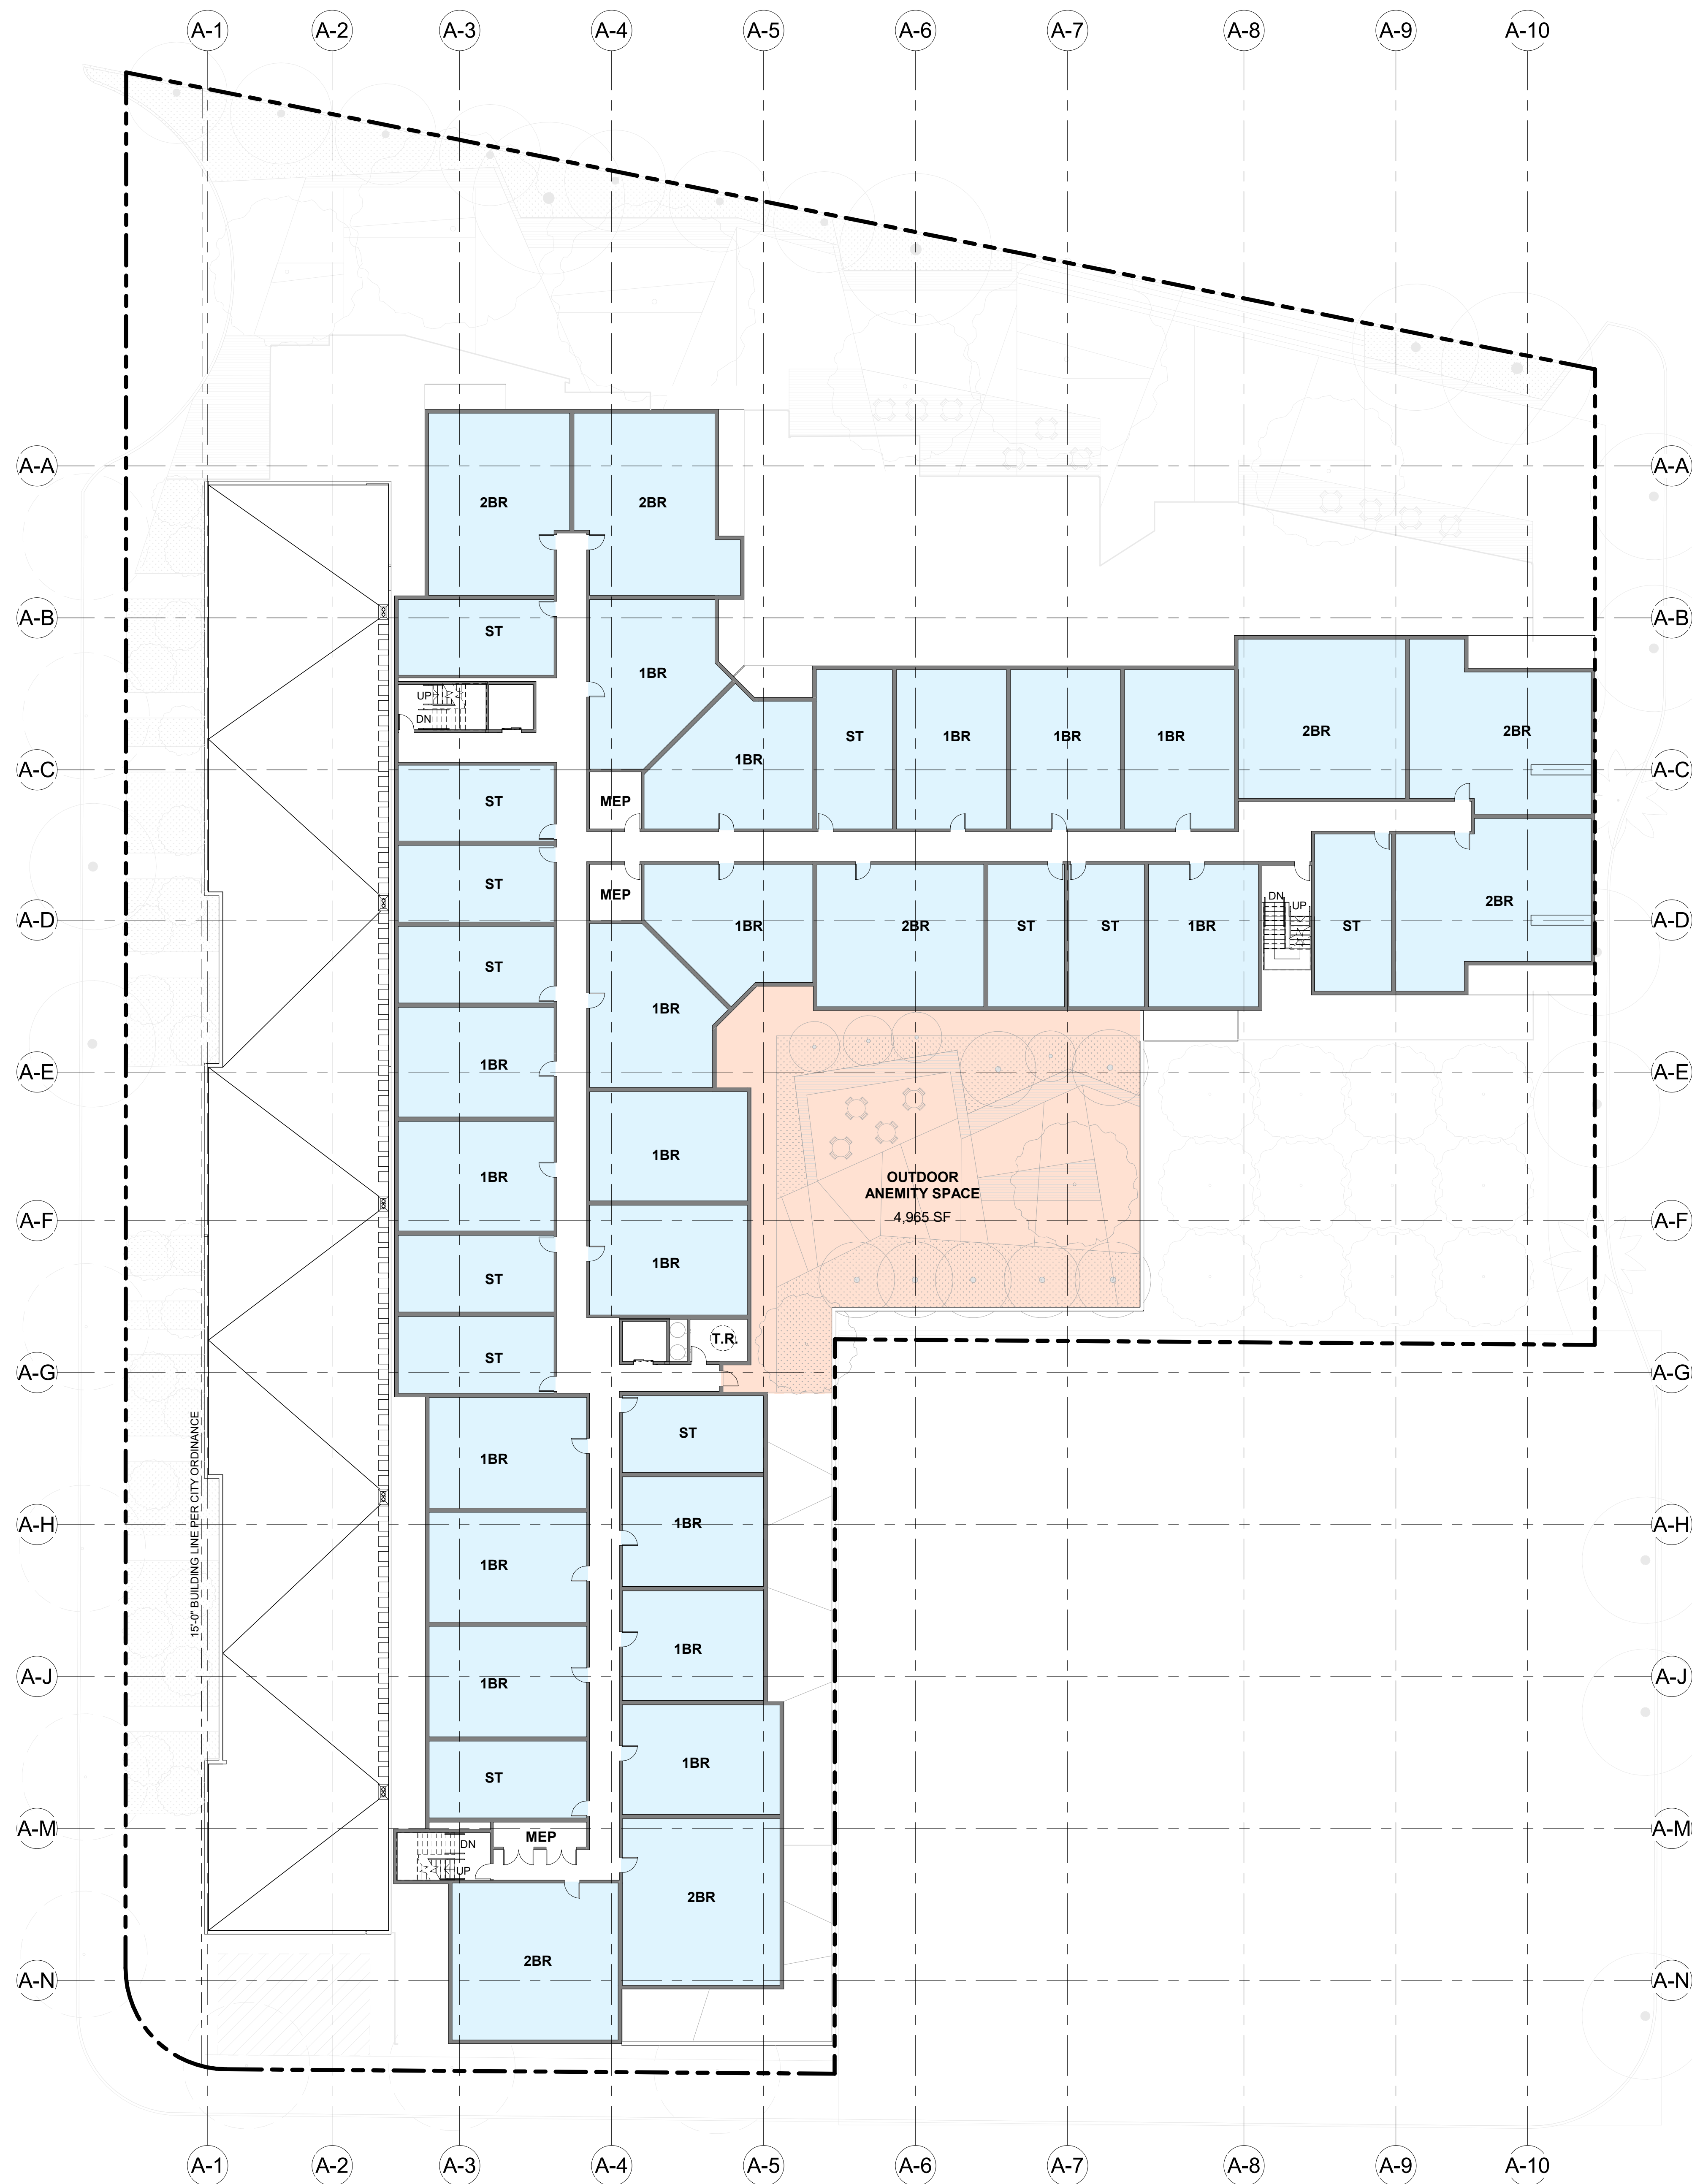 A-1 A-2 A-3 A-4 A-5 A-6 A-7 A-8 A-9 A-10
A-A A-A
2BR 2BR
A-B A-B
ST
1BR
UP
DN
ST 1BR 1BR 1BR 2BR 2BR
1BR
A-C A-C
ST MEP
ST MEP
DN
UP
2BR
A-D A-D
1BR 2BR ST ST 1BR ST
ST
1BR
1BR
A-E A-E
1BR
1BR
OUTDOOR
ANEMITY SPACE
4,965 SF
A-F A-F
1BR
ST
T.R.
ST
A-G A-G
15'-0" BUILDING LINE PER CITY ORDINANCE
ST
1BR
A-H A-H
1BR
1BR
1BR
A-J A-J
1BR
1BR
ST
A-M A-M
MEP
DN
UP
2BR
2BR
A-N A-N
A-1 A-2 A-3 A-4 A-5 A-6 A-7 A-8 A-9 A-10